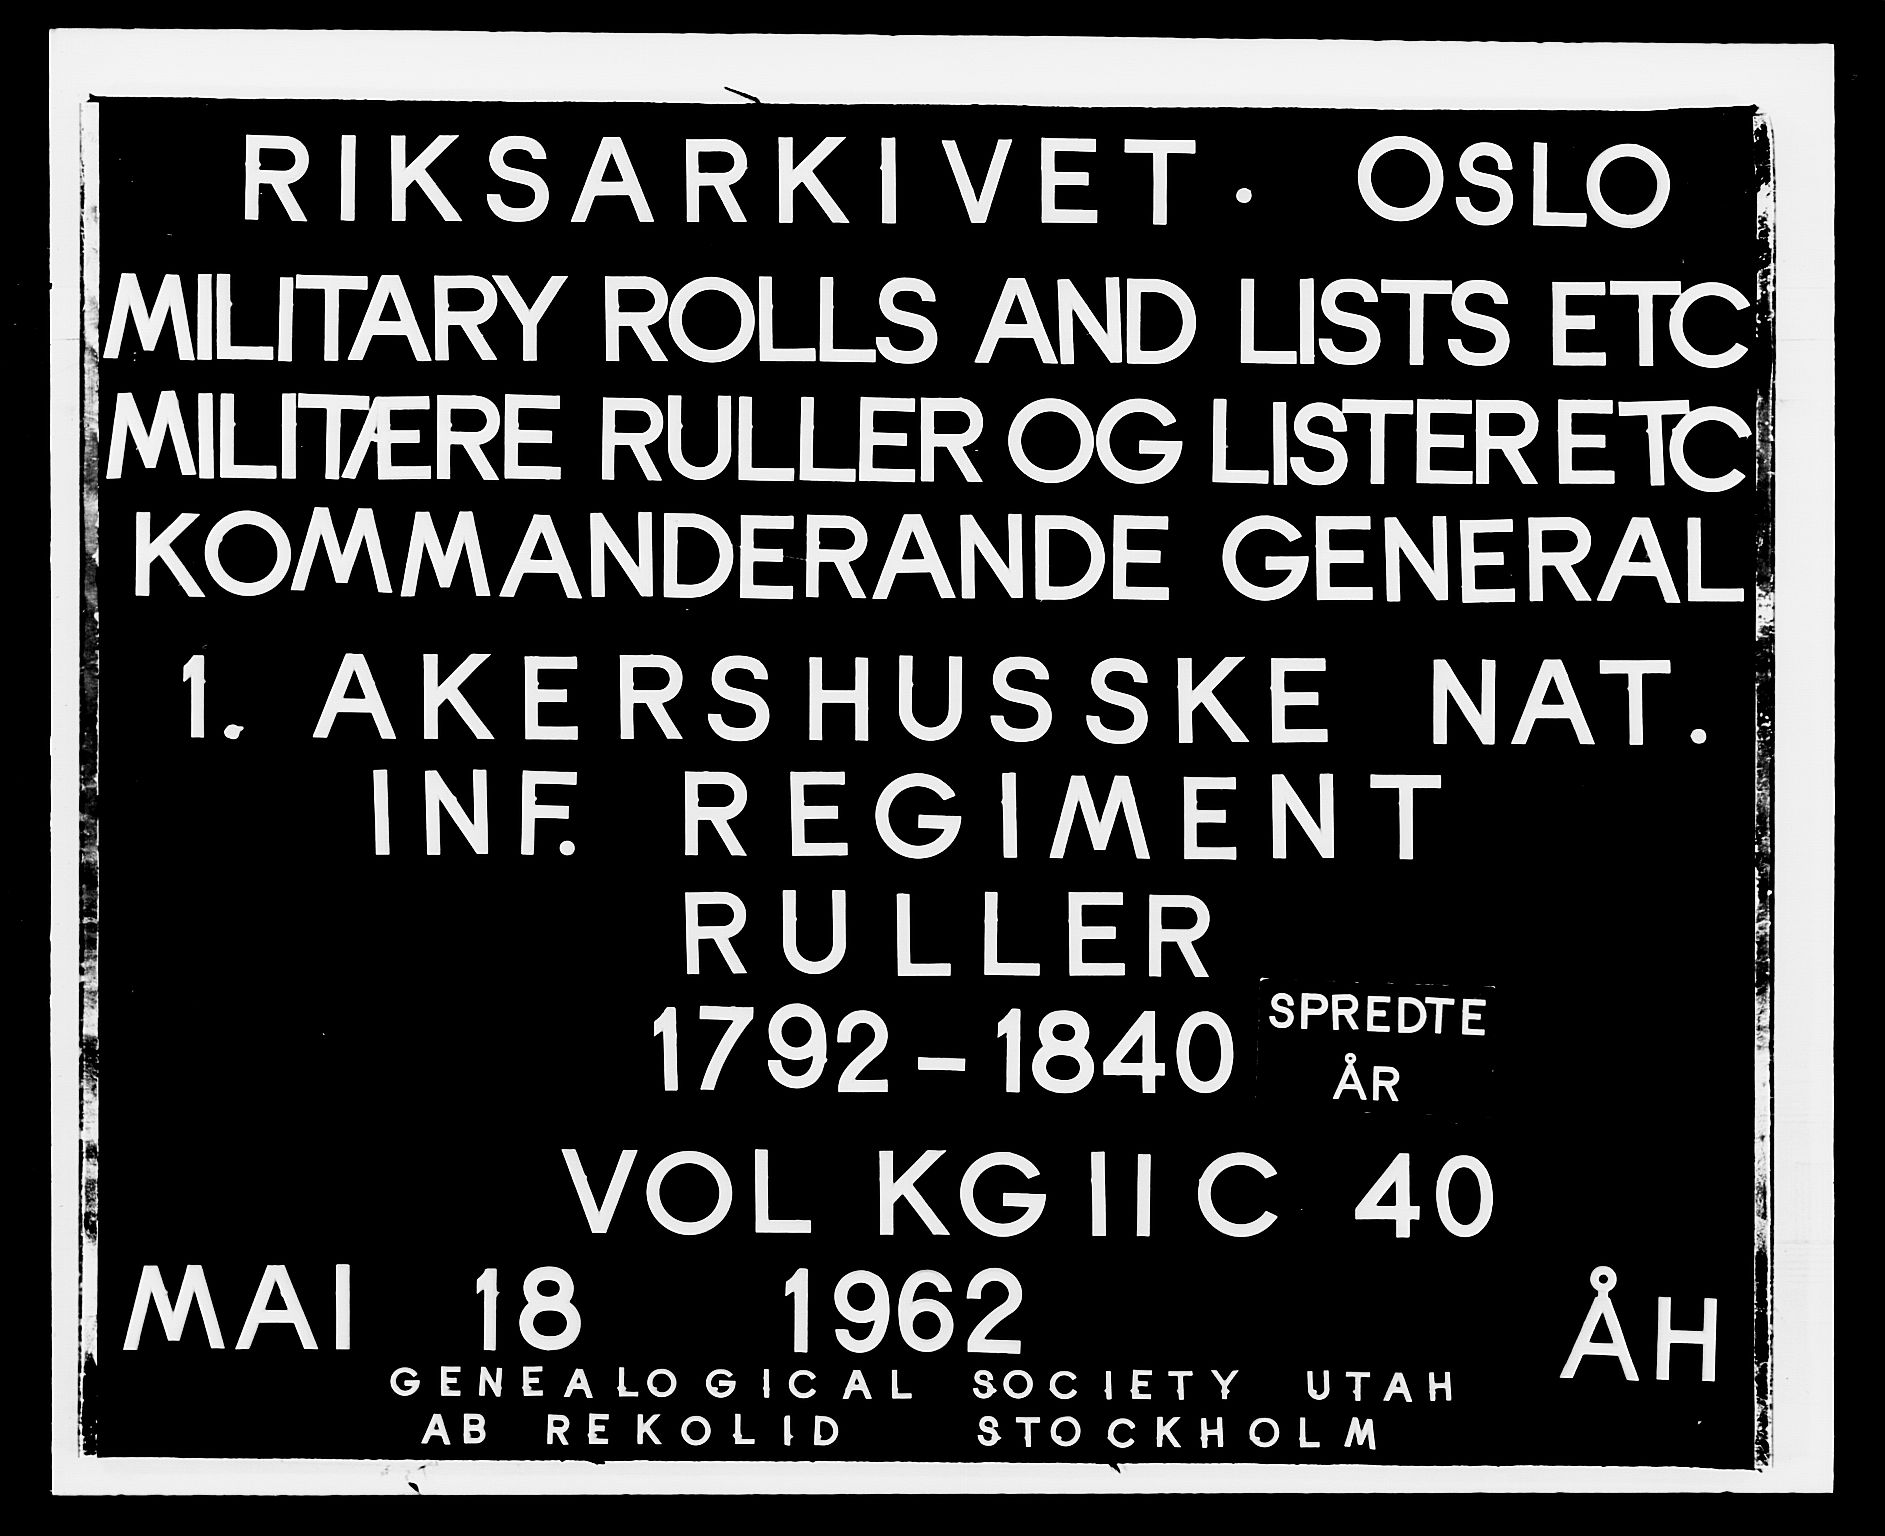 RIKSARKIVET. OSLO
MILITARY ROLLS AND LISTS ETC
MILITÆRE RULLER OG LISTER ETC
KOMMANDERANDE GENERAL
1. AKERSHUSSKE NAT.
INF. REGIMENT
RULLER
1792-1840 SPREDTE
ÅR
VOL KG II C 40
MAI 18 1962 ÅH
GENEALOGICAL SOCIETY UTAH
AB REKOLID STOCKHOLM